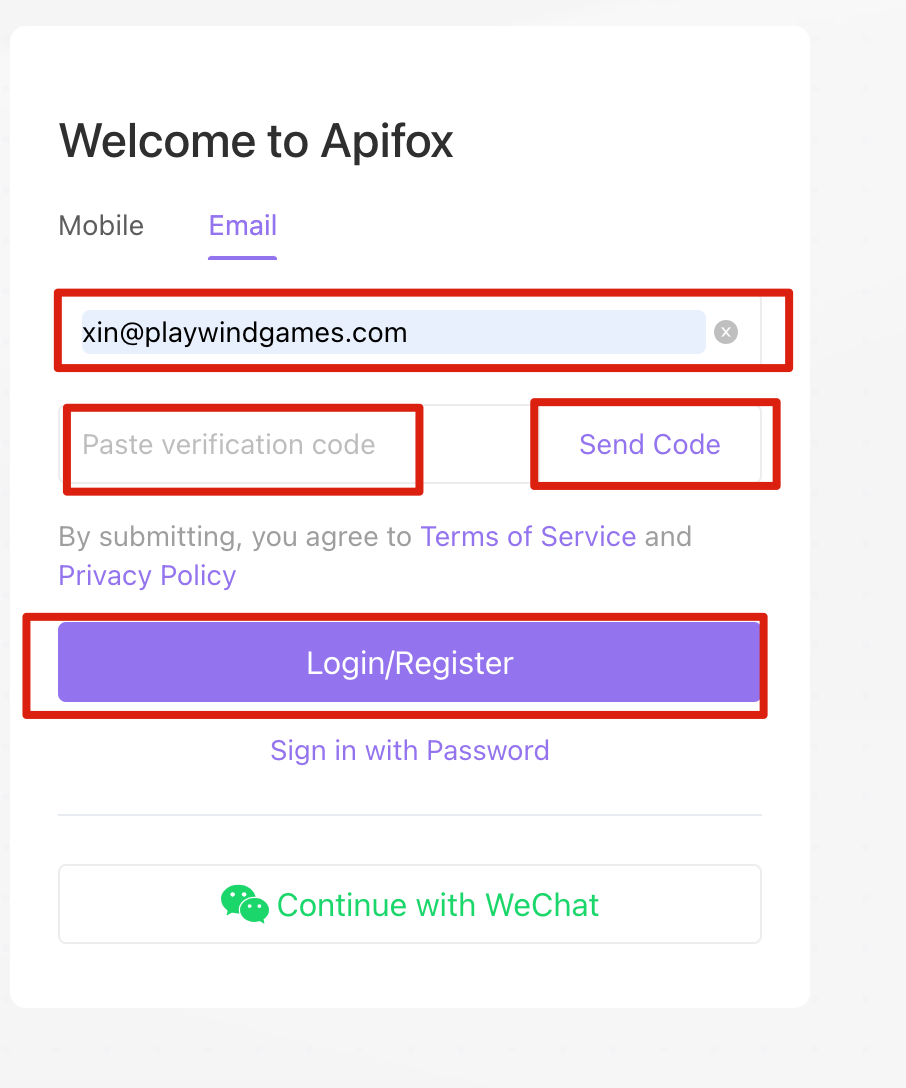 Welcome to Apifox
Mobile Email
xin@playwindgames.com
Paste verification code Send Code
By submitting, you agree to Terms of Service and
Privacy Policy
Login/Register
Sign in with Password
Continue with WeChat